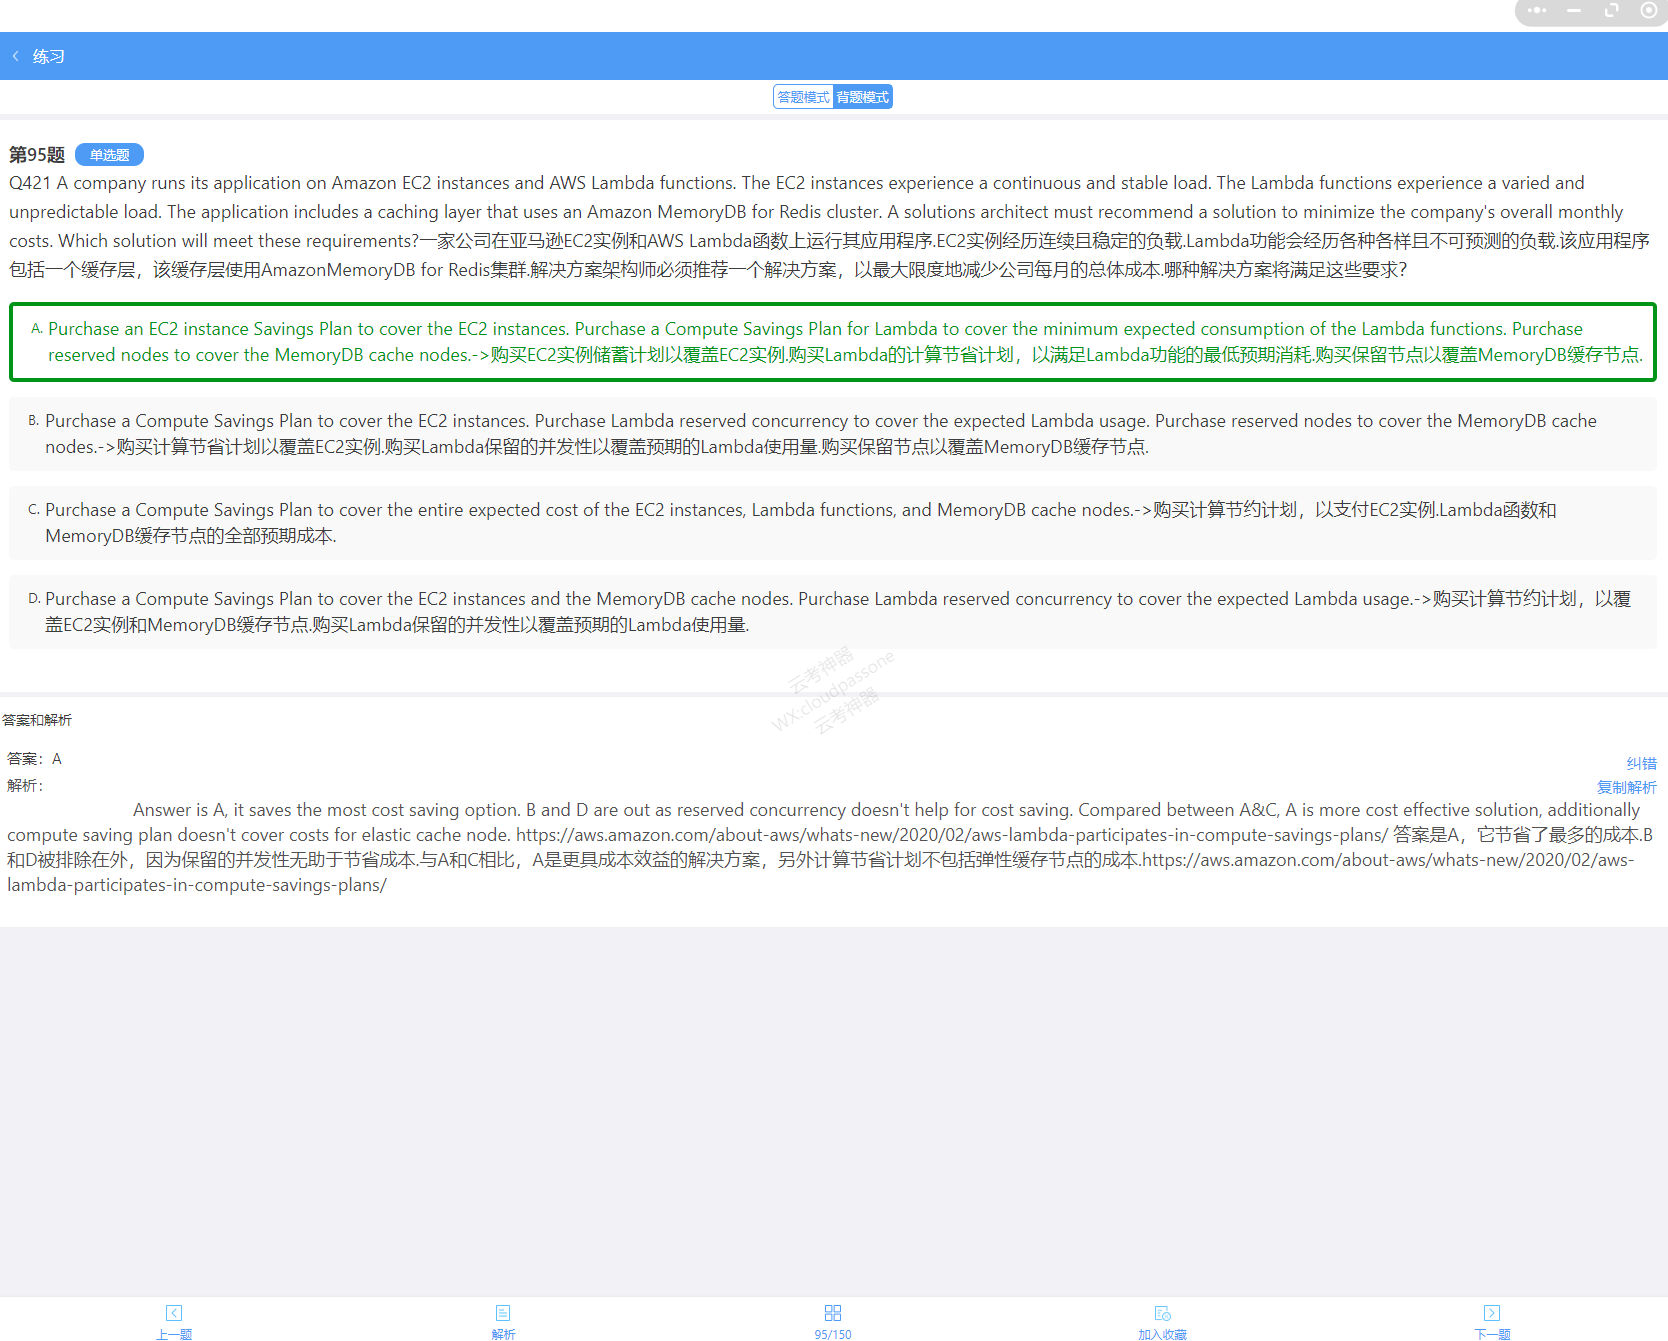 练习
答题模式 背题模式
第95题 单选题
Q421 A company runs its application on Amazon EC2 instances and AWS Lambda functions. The EC2 instances experience a continuous and stable load. The Lambda functions experience a varied and
unpredictable load. The application includes a caching layer that uses an Amazon MemoryDB for Redis cluster. A solutions architect must recommend a solution to minimize the company's overall monthly
costs. Which solution will meet these requirements?一家公司在亚马逊EC2实例和AWS Lambda函数上运行其应用程序.EC2实例经历连续且稳定的负载.Lambda功能会经历各种各样且不可预测的负载.该应用程序
包括一个缓存层，该缓存层使用AmazonMemoryDB for Redis集群.解决方案架构师必须推荐一个解决方案，以最大限度地减少公司每月的总体成本.哪种解决方案将满足这些要求?
A. Purchase an EC2 instance Savings Plan to cover the EC2 instances. Purchase a Compute Savings Plan for Lambda to cover the minimum expected consumption of the Lambda functions. Purchase
reserved nodes to cover the MemoryDB cache nodes.->购买EC2实例储蓄计划以覆盖EC2实例.购买Lambda的计算节省计划，以满足Lambda功能的最低预期消耗.购买保留节点以覆盖MemoryDB缓存节点.
B. Purchase a Compute Savings Plan to cover the EC2 instances. Purchase Lambda reserved concurrency to cover the expected Lambda usage. Purchase reserved nodes to cover the MemoryDB cache
nodes.->购买计算节省计划以覆盖EC2实例.购买Lambda保留的并发性以覆盖预期的Lambda使用量.购买保留节点以覆盖MemoryDB缓存节点.
C. Purchase a Compute Savings Plan to cover the entire expected cost of the EC2 instances, Lambda functions, and MemoryDB cache nodes.->购买计算节约计划，以支付EC2实例.Lambda函数和
MemoryDB缓存节点的全部预期成本.
D. Purchase a Compute Savings Plan to cover the EC2 instances and the MemoryDB cache nodes. Purchase Lambda reserved concurrency to cover the expected Lambda usage.->购买计算节约计划，以覆
盖EC2实例和MemoryDB缓存节点.购买Lambda保留的并发性以覆盖预期的Lambda使用量.
云考神器
WX:cloudpassone
云考神器
答案和解析
答案：A
纠错
解析：
复制解析
Answer is A, it saves the most cost saving option. B and D are out as reserved concurrency doesn't help for cost saving. Compared between A&C, A is more cost effective solution, additionally
compute saving plan doesn't cover costs for elastic cache node. https://aws.amazon.com/about-aws/whats-new/2020/02/aws-lambda-participates-in-compute-savings-plans/ 答案是A，它节省了最多的成本.B
和D被排除在外，因为保留的并发性无助于节省成本.与A和C相比，A是更具成本效益的解决方案，另外计算节省计划不包括弹性缓存节点的成本.https://aws.amazon.com/about-aws/whats-new/2020/02/aws-
lambda-participates-in-compute-savings-plans/
上一题 解析 95/150 加入收藏 下一题